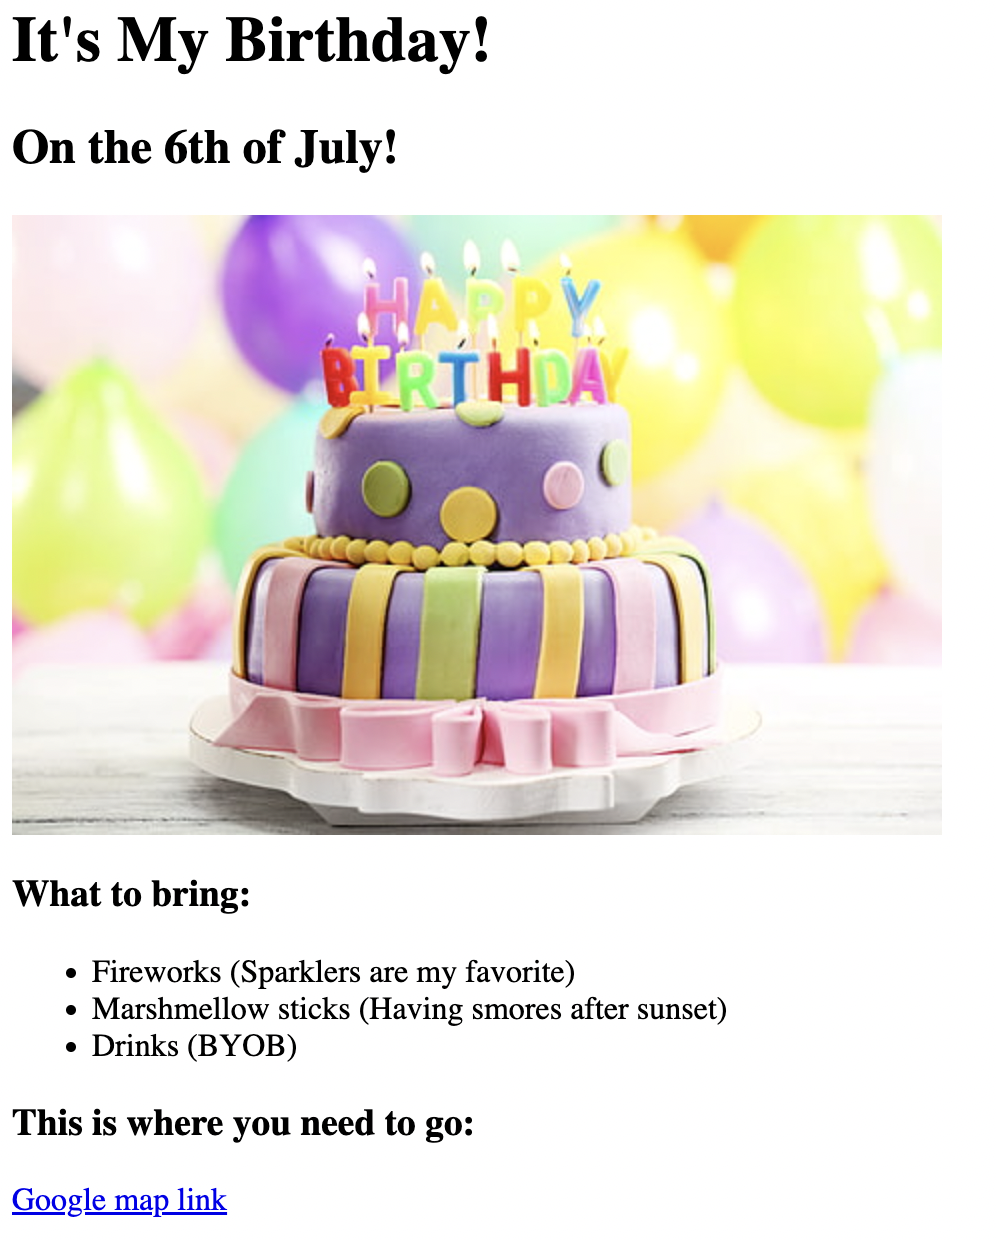 It's My Birthday!
On the 6th of July!
HAPPY
BIRTHDAY
What to bring:
Fireworks (Sparklers are my favorite)
Marshmellow sticks (Having smores after sunset)
Drinks (BYOB)
This is where you need to go:
Google map link